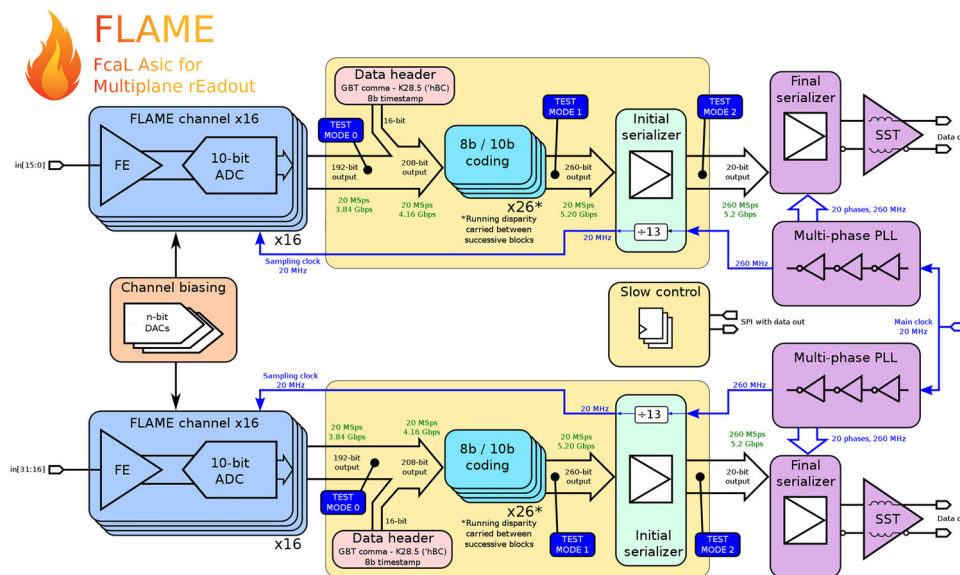 FLAME
FcaL Asic for
Multiplane rEadout
FLAME channel x16
in[15:0]
FE
10-bit
ADC
x16
TEST
MODE 0
192-bit
output
20 MSps
3.84 Gbps
Data header
GBT comma - K28.5 ('hBC)
8b timestamp
16-bit
208-bit
output
20 MSps
4.16 Gbps
8b / 10b
coding
x26*
*Running disparity
carried between
successive blocks
TEST
MODE 1
260-bit
output
20 MSps
5.20 Gbps
Initial
serializer
÷13
20 MHz
TEST
MODE 2
20-bit
output
260 MSps
5.2 Gbps
Final
serializer
SST
Data o
20 phases, 260 MHz
Multi-phase PLL
260 MHz
Sampling clock
20 MHz
Channel biasing
n-bit
DACs
Slow control
SPI with data out
Main clock
20 MHz
Multi-phase PLL
260 MHz
20 phases, 260 MHz
Sampling clock
20 MHz
FLAME channel x16
in[31:16]
FE
10-bit
ADC
x16
20 MSps
3.84 Gbps
192-bit
output
TEST
MODE 0
20 MSps
4.16 Gbps
208-bit
output
16-bit
Data header
GBT comma - K28.5 ('hBC)
8b timestamp
8b / 10b
coding
x26*
*Running disparity
carried between
successive blocks
20 MSps
5.20 Gbps
260-bit
output
TEST
MODE 1
20 MHz
÷13
Initial
serializer
260 MSps
5.2 Gbps
20-bit
output
TEST
MODE 2
Final
serializer
SST
Data o